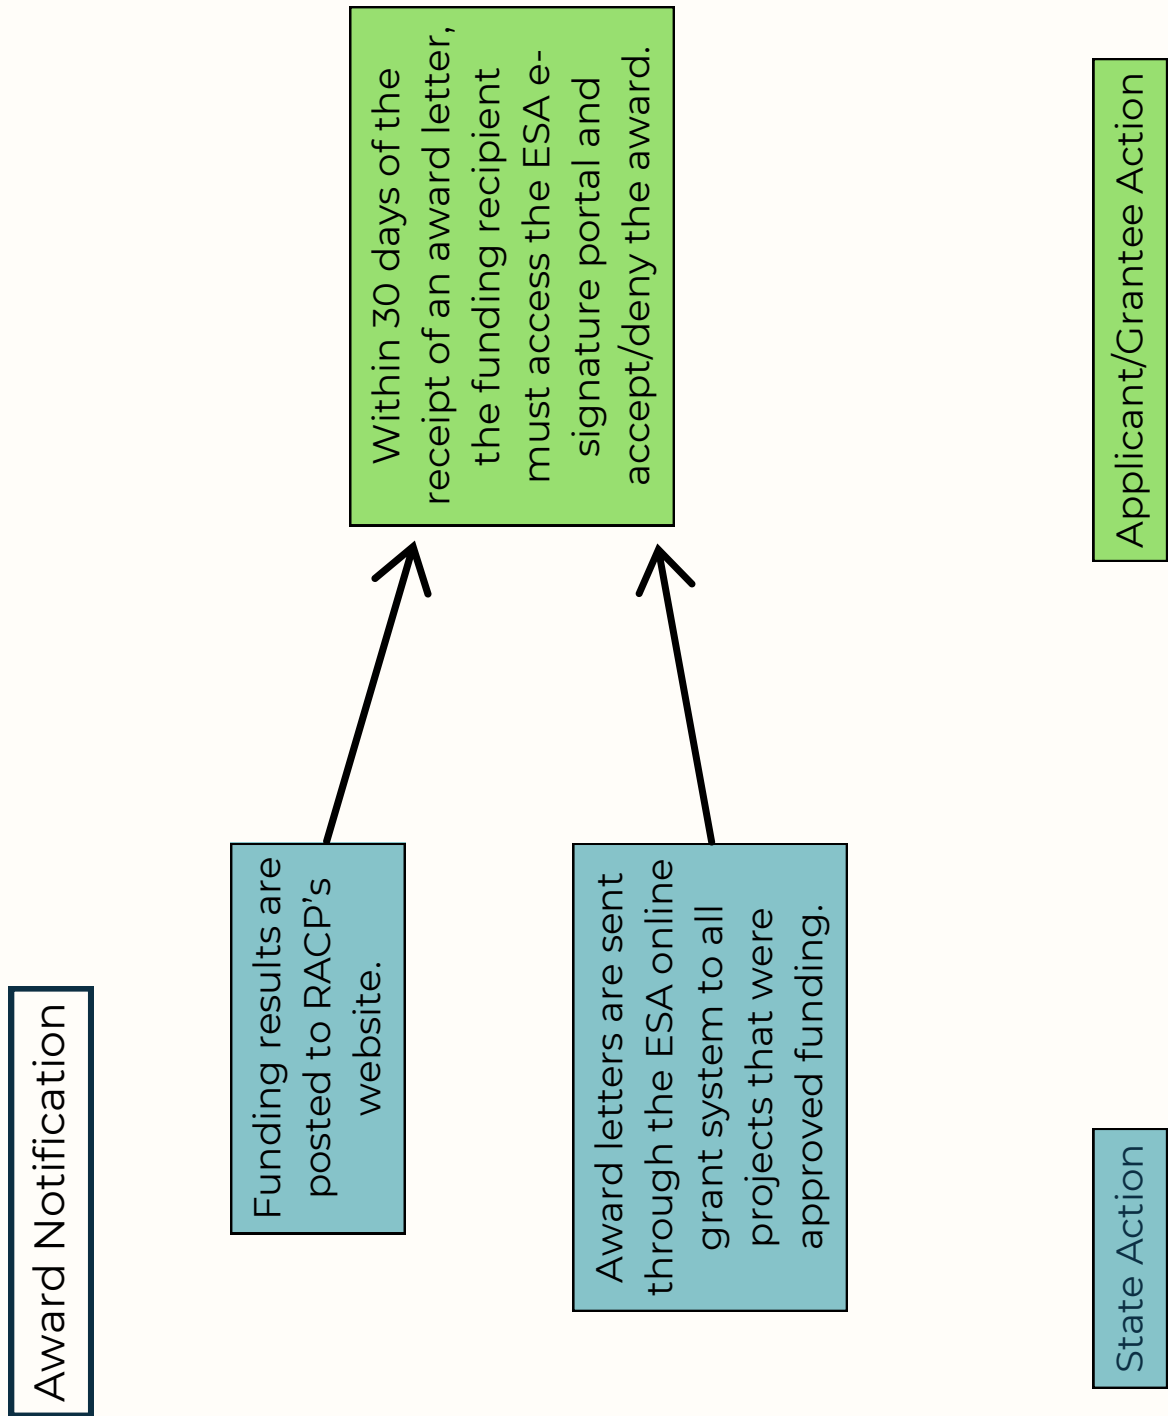 Award Notification
Funding results are
posted to RACP's
website.
Award letters are sent
through the ESA online
grant system to all
projects that were
approved funding.
Within 30 days of the
receipt of an award letter,
the funding recipient
must access the ESA e-
signature portal and
accept/deny the award.
State Action
Applicant/Grantee Action